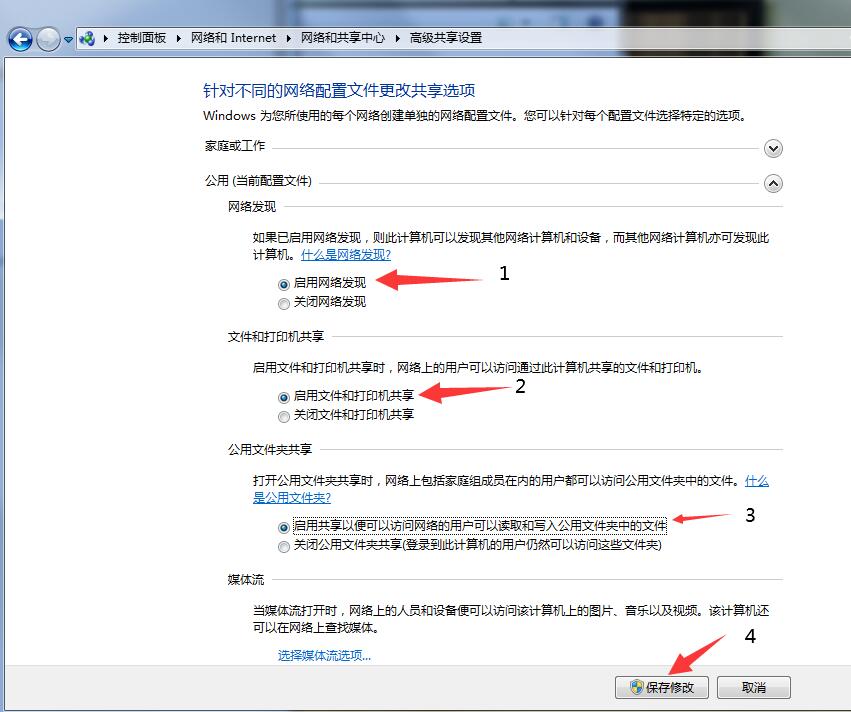 控制面板 网络和 Internet 网络和共享中心 高级共享设置
针对不同的网络配置文件更改共享选项
Windows 为您所使用的每个网络创建单独的网络配置文件。您可以针对每个配置文件选择特定的选项。
家庭或工作
公用 (当前配置文件)
网络发现
如果已启用网络发现，则此计算机可以发现其他网络计算机和设备，而其他网络计算机亦可发现此
计算机。什么是网络发现?
启用网络发现 1
关闭网络发现
文件和打印机共享
启用文件和打印机共享时，网络上的用户可以访问通过此计算机共享的文件和打印机。
启用文件和打印机共享 2
关闭文件和打印机共享
公用文件夹共享
打开公用文件夹共享时，网络上包括家庭组成员在内的用户都可以访问公用文件夹中的文件。什么
是公用文件夹?
启用共享以便可以访问网络的用户可以读取和写入公用文件夹中的文件 3
关闭公用文件夹共享(登录到此计算机的用户仍然可以访问这些文件夹)
媒体流
当媒体流打开时，网络上的人员和设备便可以访问该计算机上的图片、音乐以及视频。该计算机还
可以在网络上查找媒体。
选择媒体流选项... 4
保存修改 取消